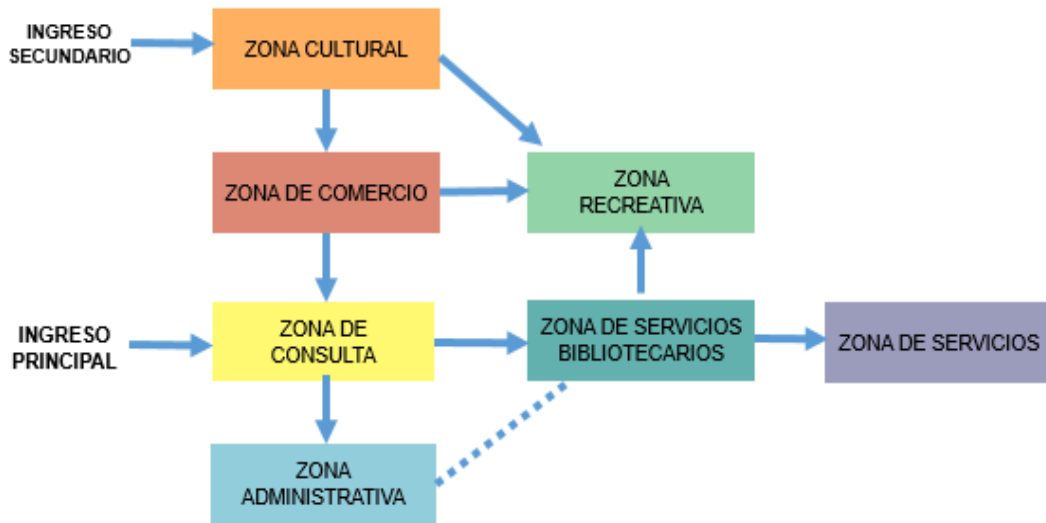 INGRESO
SECUNDARIO
ZONA CULTURAL
ZONA DE COMERCIO
ZONA
RECREATIVA
INGRESO
PRINCIPAL
ZONA DE
CONSULTA
ZONA DE SERVICIOS
BIBLIOTECARIOS
ZONA DE SERVICIOS
ZONA
ADMINISTRATIVA